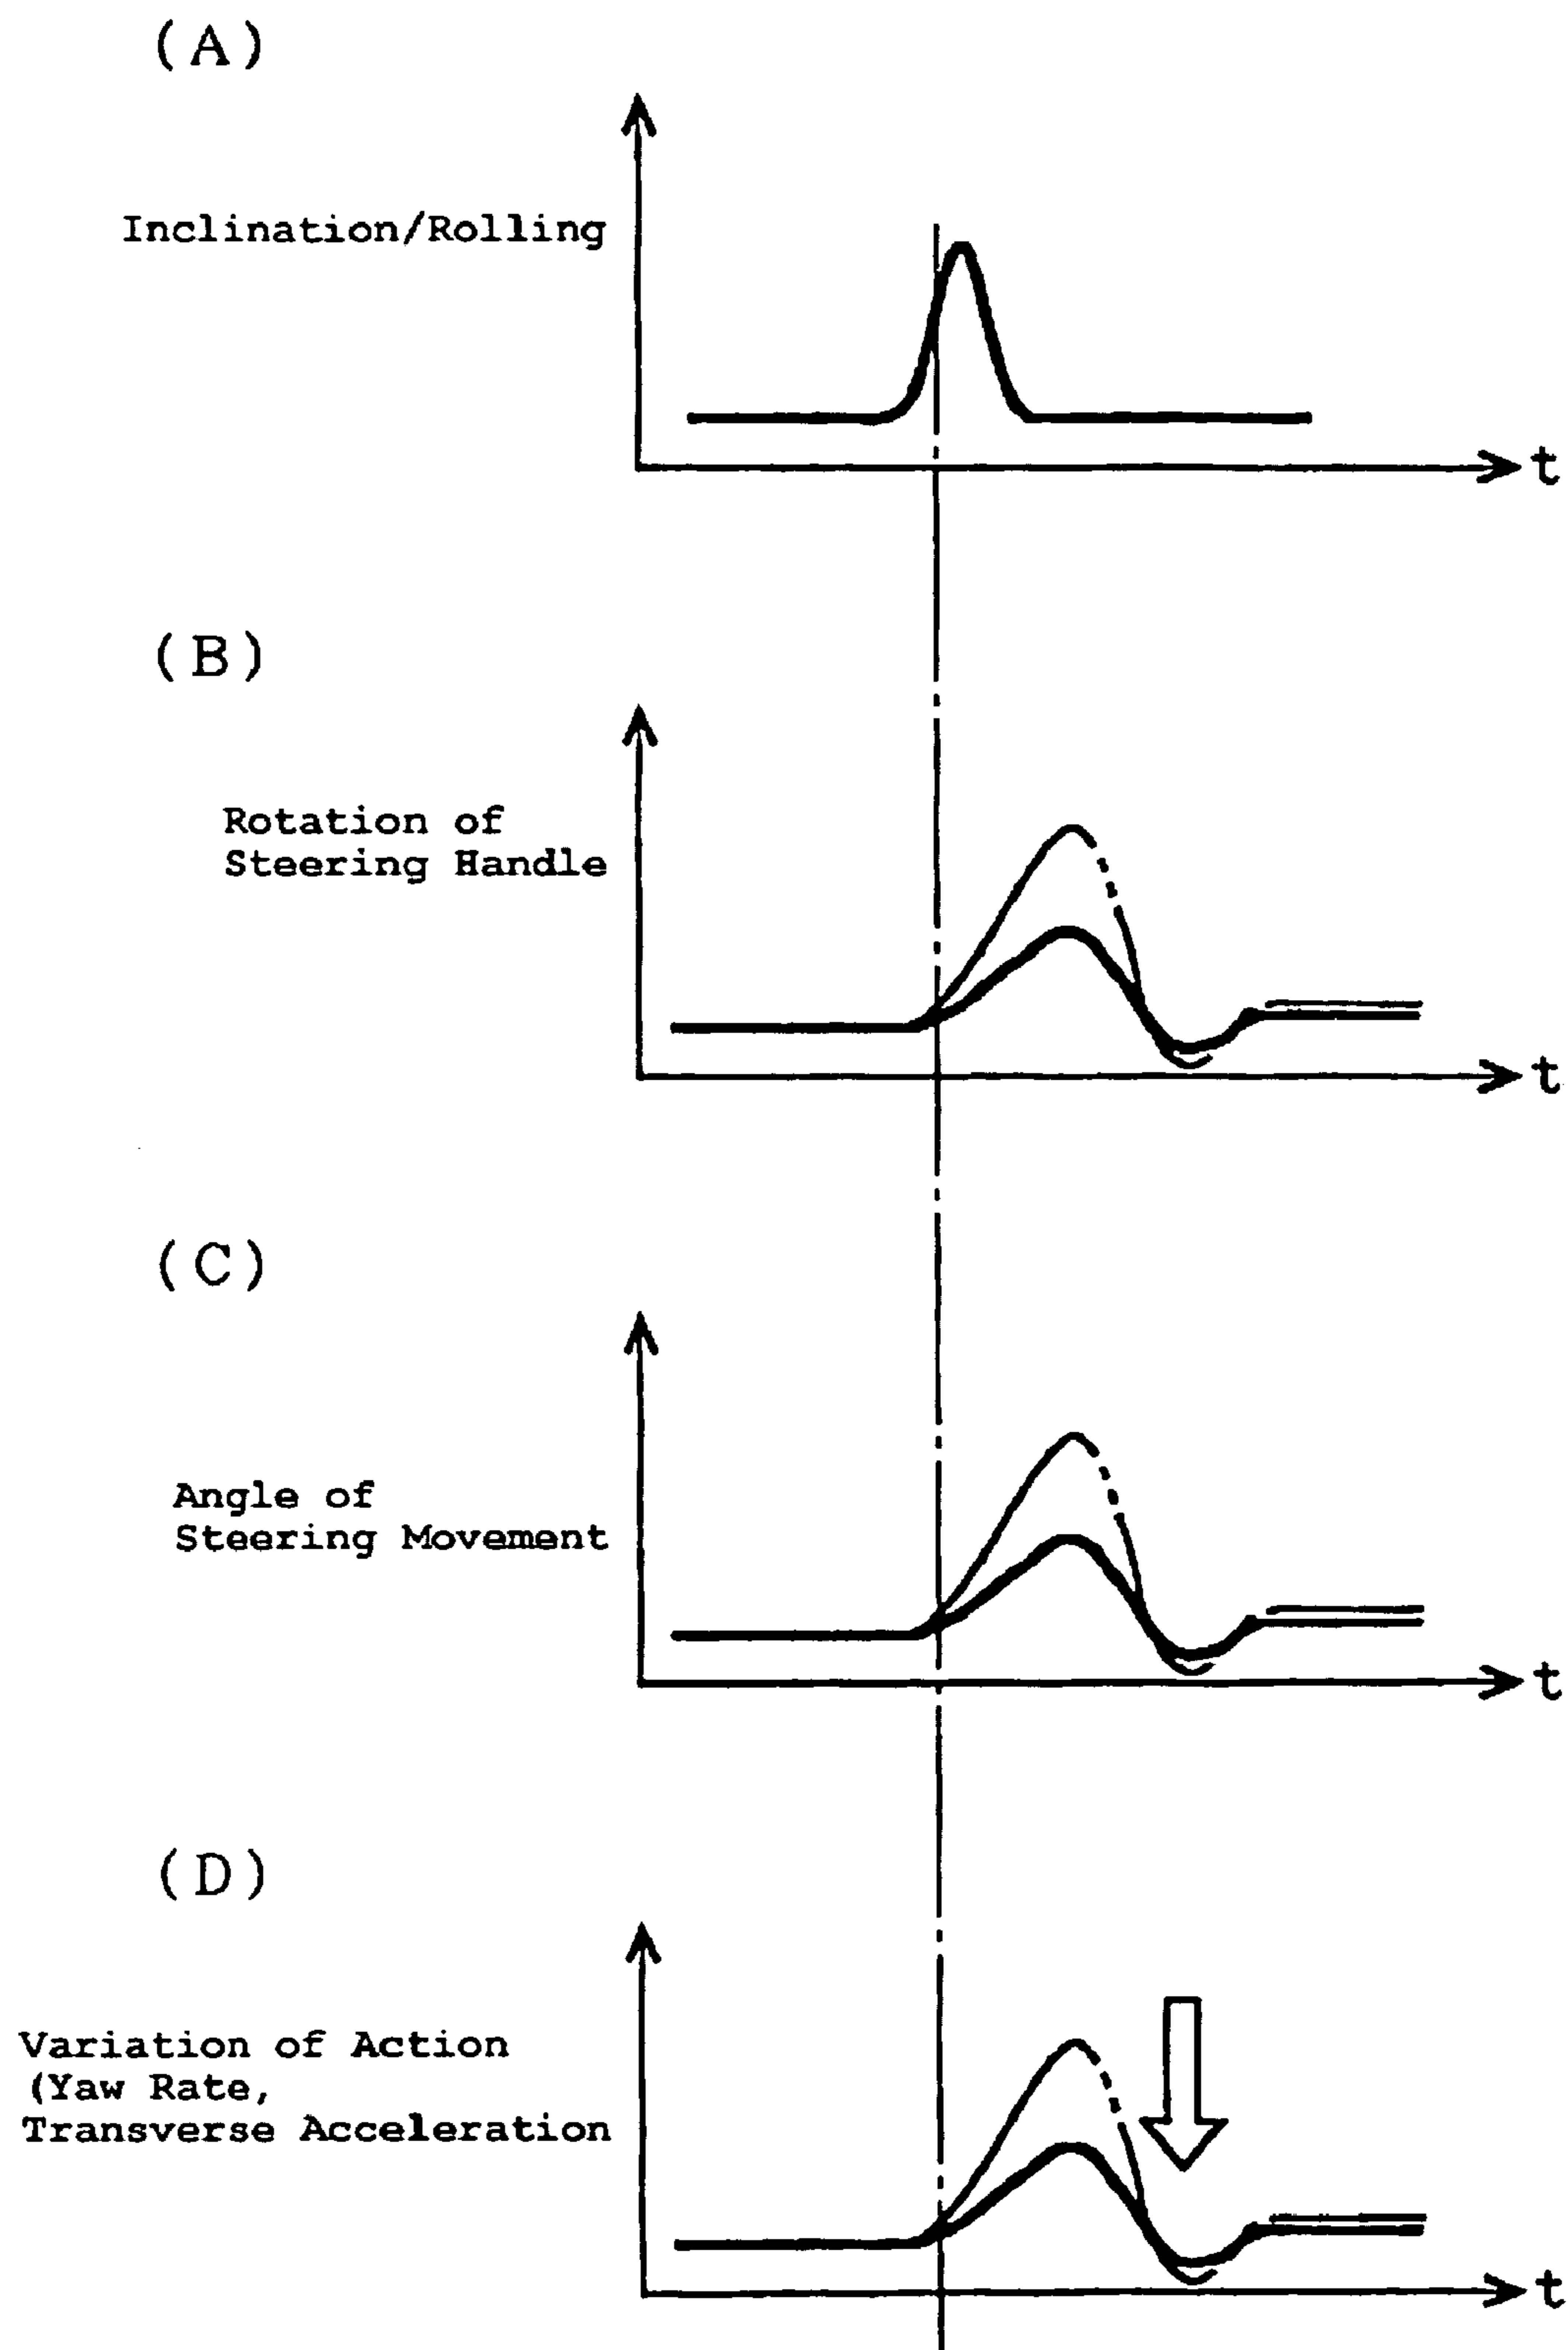 (A)
Inclination/Rolling
t
(B)
Rotation of
Steering Handle
t
(C)
Angle of
Steering Movement
t
(D)
Variation of Action
(Yaw Rate,
Transverse Acceleration
t